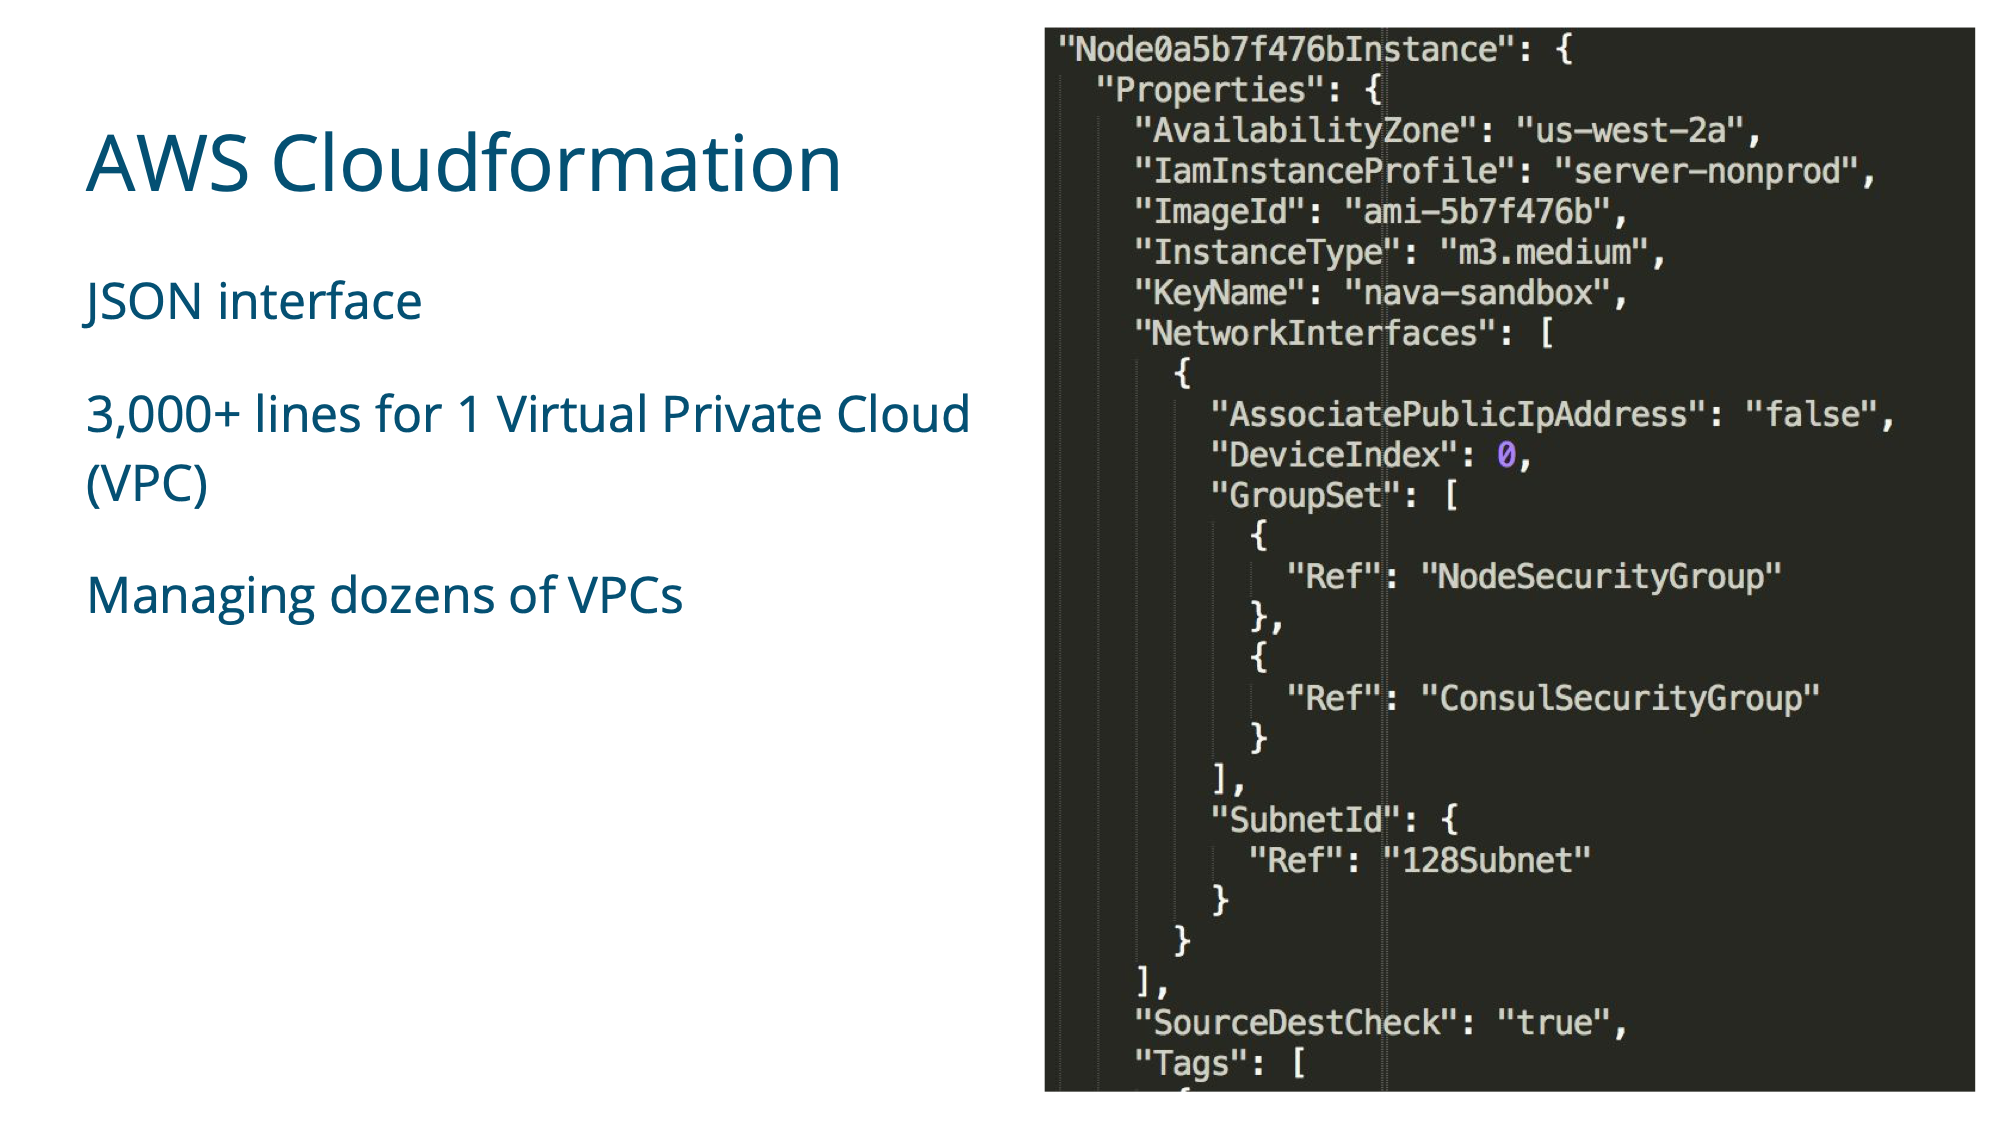 AWS Cloudformation
JSON interface
3,000+ lines for 1 Virtual Private Cloud
(VPC)
Managing dozens of VPCs
"Node0a5b7f476bInstance": {
"Properties": {
"AvailabilityZone": "us-west-2a",
"IamInstanceProfile": "server-nonprod",
"ImageId": "ami-5b7f476b",
"InstanceType": "m3.medium",
"KeyName": "nava-sandbox",
"NetworkInterfaces": [
{
"AssociatePublicIpAddress": "false",
"DeviceIndex": 0,
"GroupSet": [
{
"Ref": "NodeSecurityGroup"
},
{
"Ref": "ConsulSecurityGroup"
}
],
"SubnetId": {
"Ref": "128Subnet"
}
}
],
"SourceDestCheck": "true",
"Tags": [